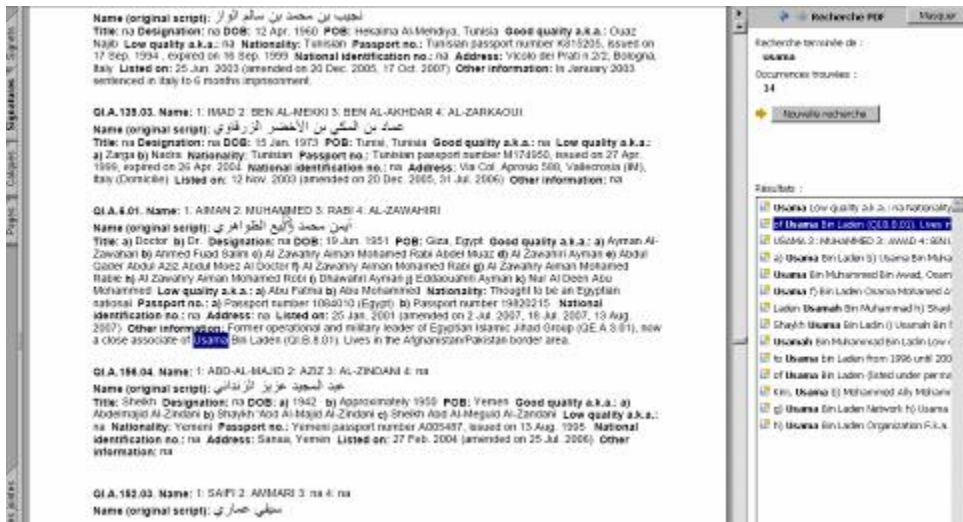 Name (original script): نجيب بن محمد بن سالم الواز
Title: na Designation: na DOB: 12 Apr. 1960 POB: Hekaima Al-Mehdiya, Tunisia Good quality a.k.a.: Ouaz
Najib Low quality a.k.a.: na Nationality: Tunisian Passport no.: Tunisian passport number K815205, issued on
17 Sep. 1994, expired on 16 Sep. 1999 National identification no.: na Address: Vicolo dei Prati n.2/2, Bologna,
Italy Listed on: 25 Jun. 2003 (amended on 20 Dec. 2005, 17 Oct. 2007) Other information: In January 2003
sentenced in Italy to 6 months imprisonment.
QI.A.139.03. Name: 1: IMAD 2: BEN AL-MEKKI 3: BEN AL-AKHDAR 4: AL-ZARKAOUI
Name (original script): عماد بن المكي بن الأخضر الزرقاوي
Title: na Designation: na DOB: 15 Jan. 1973 POB: Tunis, Tunisia Good quality a.k.a.: na Low quality a.k.a.:
a) Zarga b) Nadra Nationality: Tunisian Passport no.: Tunisian passport number M174950, issued on 27 Apr.
1999, expired on 26 Apr. 2004 National identification no.: na Address: Via Col. Aprosio 588, Vallecrosia (IM),
Italy (Domicile) Listed on: 12 Nov. 2003 (amended on 20 Dec. 2005, 31 Jul. 2006) Other information: na
QI.A.6.01. Name: 1: AIMAN 2: MUHAMMED 3: RABI 4: AL-ZAWAHIRI
Name (original script): أيمن محمد ربيع الظواهري
Title: a) Doctor b) Dr. Designation: na DOB: 19 Jun. 1951 POB: Giza, Egypt Good quality a.k.a.: a) Ayman Al-
Zawahari b) Ahmed Fuad Salim c) Al Zawahry Aiman Mohamed Rabi Abdel Muaz d) Al Zawahiri Ayman e) Abdul
Qader Abdul Aziz Abdul Moez Al Doctor f) Al Zawahry Aiman Mohamed Rabi g) Al Zawahry Aiman Mohamed
Rabie h) Al Zawahry Aiman Mohamed Robi i) Dhawahri Ayman j) Eddaouahiri Ayman k) Nur Al Deen Abu
Mohammed Low quality a.k.a.: a) Abu Fatma b) Abu Mohammed Nationality: Thought to be an Egyptian
national Passport no.: a) Passport number 1084010 (Egypt) b) Passport number 19820215 National
identification no.: na Address: na Listed on: 25 Jan. 2001 (amended on 2 Jul. 2007, 18 Jul. 2007, 13 Aug.
2007) Other information: Former operational and military leader of Egyptian Islamic Jihad Group (QE.A.3.01), now
a close associate of Usama Bin Laden (QI.B.8.01). Lives in the Afghanistan/Pakistan border area.
QI.A.156.04. Name: 1: ABD-AL-MAJID 2: AZIZ 3: AL-ZINDANI 4: na
Name (original script): عبد المجيد عزيز الزنداني
Title: Sheikh Designation: na DOB: a) 1942 b) Approximately 1950 POB: Yemen Good quality a.k.a.: a)
Abdelmajid Al-Zindani b) Shaykh 'Abd Al-Majid Al-Zindani c) Sheikh Abd Al-Meguid Al-Zandani Low quality a.k.a.:
na Nationality: Yemeni Passport no.: Yemeni passport number A005487, issued on 13 Aug. 1995 National
identification no.: na Address: Sanaa, Yemen Listed on: 27 Feb. 2004 (amended on 25 Jul. 2006) Other
information: na
QI.A.152.03. Name: 1: SAIFI 2: AMMARI 3: na 4: na
Name (original script): سيفي عماري
Signets
Signatures
Calques
Pages
Recherche PDF
Masquer
Recherche terminée de :
usama
Occurrences trouvées :
14
Nouvelle recherche
Résultats :
Usama Low quality a.k.a.: na Nationality
of Usama Bin Laden (QI.B.8.01). Lives in
USAMA 2: MUHAMMED 3: AWAD 4: BIN
a) Usama Bin Laden b) Usama Bin Muha
Usama Bin Muhammed Bin Awad, Osam
Usama f) Bin Laden Osama Mohamed A
Laden Usamah Bin Muhammad h) Shayk
Shaykh Usama Bin Ladin i) Usamah Bin
Usamah Bin Muhammad Bin Ladin Low
to Usama Bin Laden from 1996 until 200
of Usama Bin Laden (listed under perma
Kini, Usama b) Mohammed Ally Moham
g) Usama Bin Laden Network h) Usama
h) Usama Bin Laden Organization F.k.a.